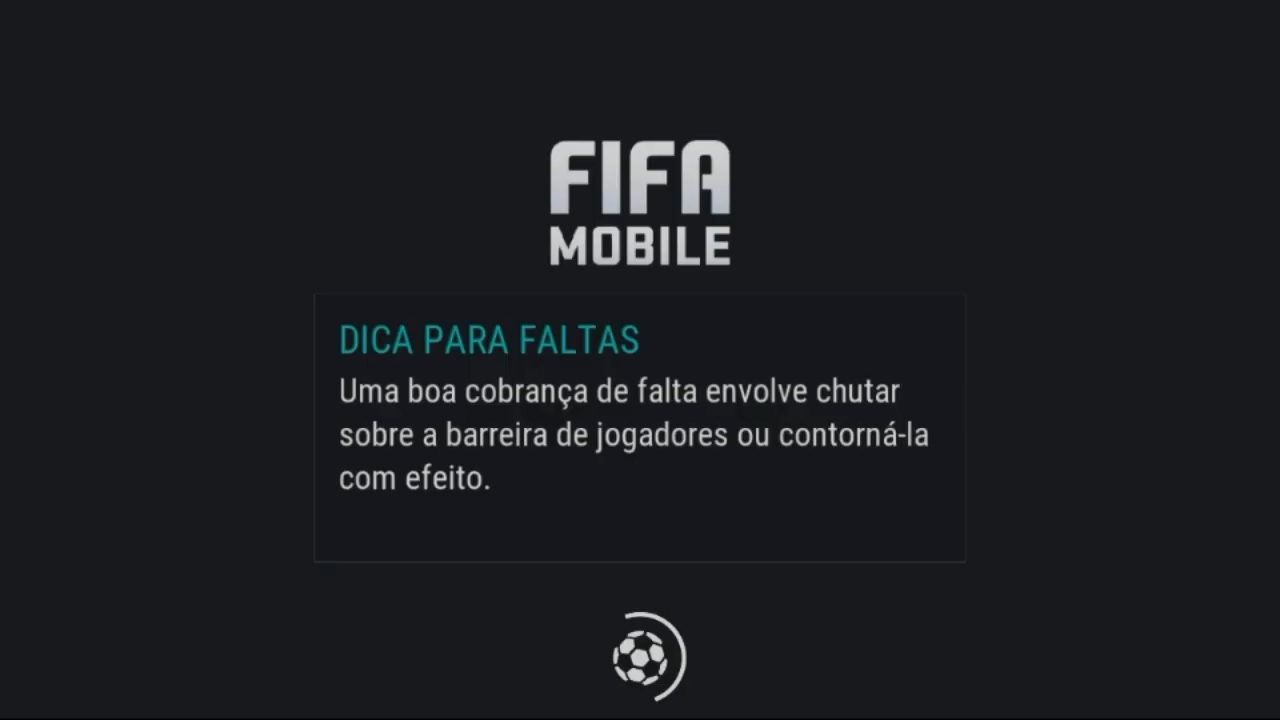 FIFA
MOBILE
DICA PARA FALTAS
Uma boa cobrança de falta envolve chutar
sobre a barreira de jogadores ou contorná-la
com efeito.